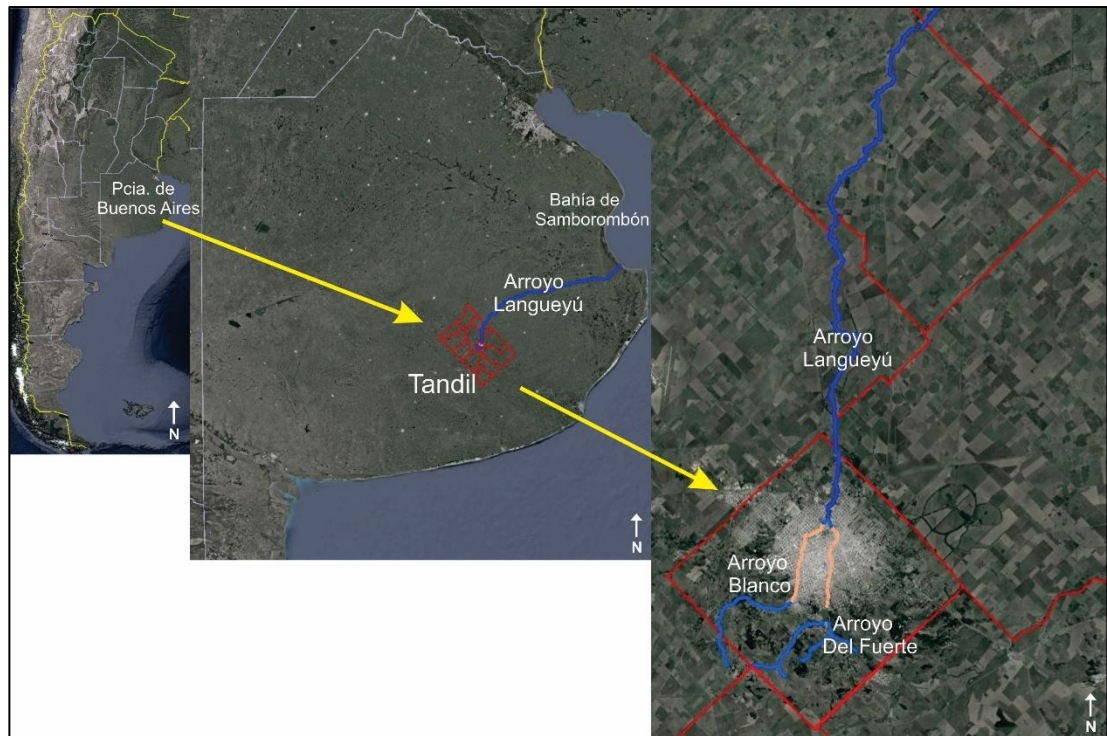 Pcia. de
Buenos Aires
N
Bahía de
Samborombón
Arroyo
Langueyú
Tandil
N
Arroyo
Langueyú
Arroyo
Blanco
Arroyo
Del Fuerte
N